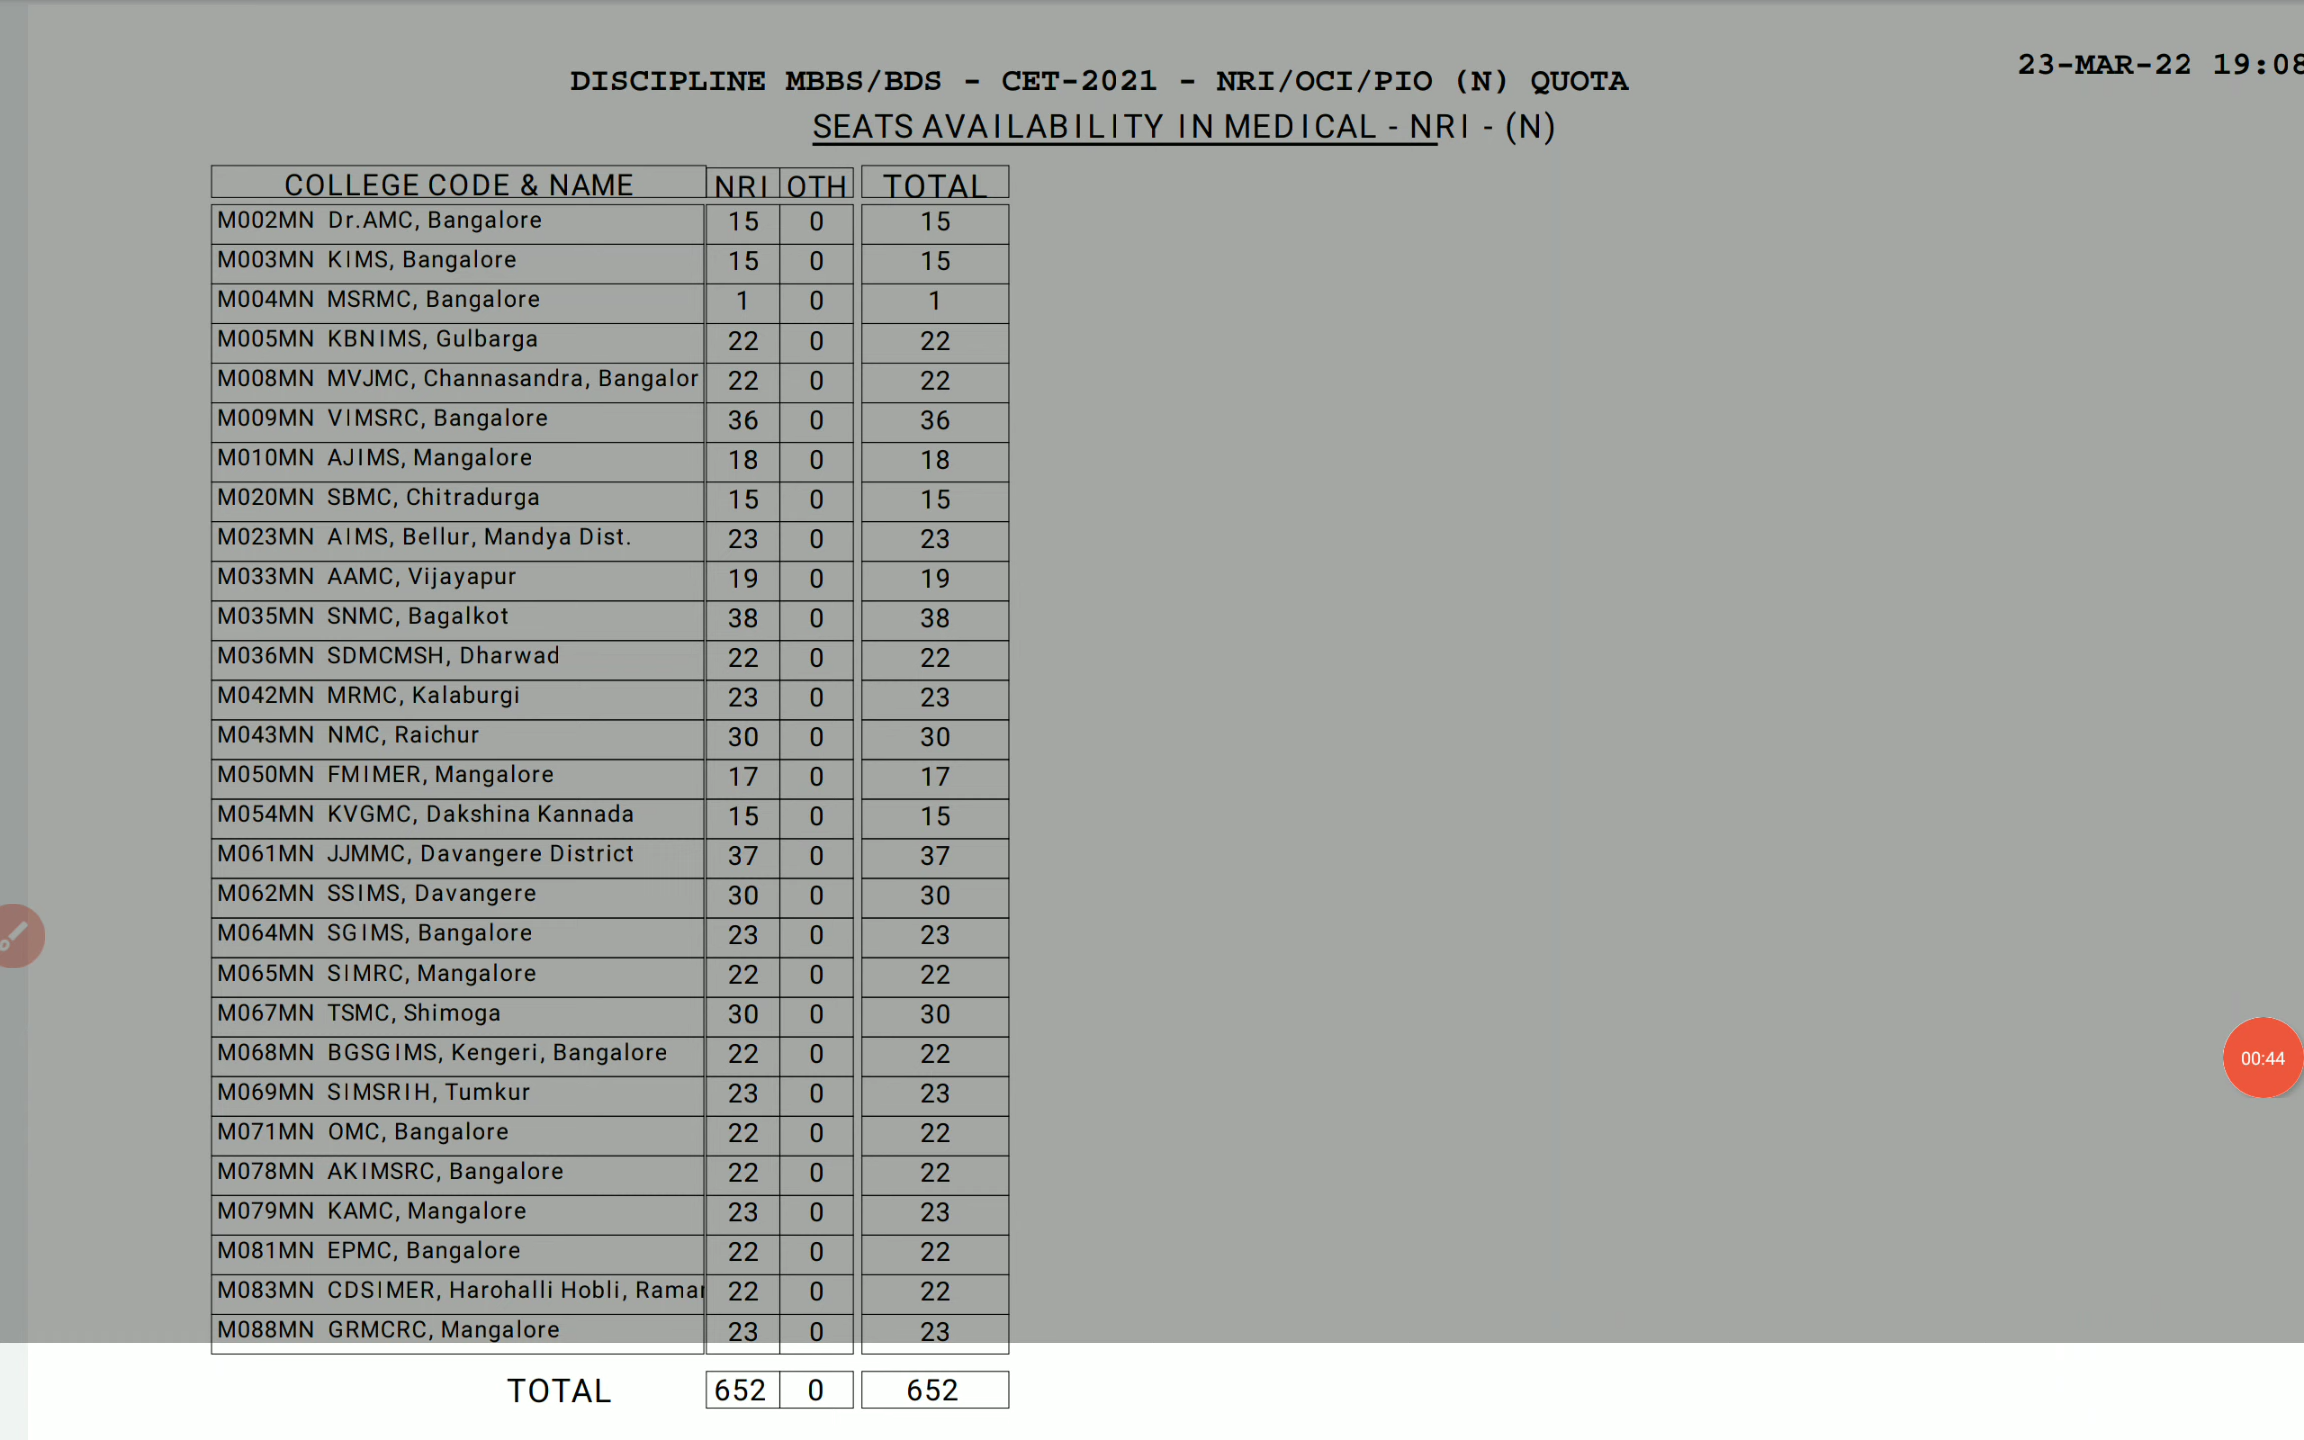 23-MAR-22 19:08
DISCIPLINE MBBS/BDS - CET-2021 - NRI/OCI/PIO (N) QUOTA
SEATS AVAILABILITY IN MEDICAL - NRI - (N)
COLLEGE CODE & NAME NRI OTH TOTAL
M002MN Dr.AMC, Bangalore 15 0 15
M003MN KIMS, Bangalore 15 0 15
M004MN MSRMC, Bangalore 1 0 1
M005MN KBNIMS, Gulbarga 22 0 22
M008MN MVJMC, Channasandra, Bangalor 22 0 22
M009MN VIMSRC, Bangalore 36 0 36
M010MN AJIMS, Mangalore 18 0 18
M020MN SBMC, Chitradurga 15 0 15
M023MN AIMS, Bellur, Mandya Dist. 23 0 23
M033MN AAMC, Vijayapur 19 0 19
M035MN SNMC, Bagalkot 38 0 38
M036MN SDMCMSH, Dharwad 22 0 22
M042MN MRMC, Kalaburgi 23 0 23
M043MN NMC, Raichur 30 0 30
M050MN FMIMER, Mangalore 17 0 17
M054MN KVGMC, Dakshina Kannada 15 0 15
M061MN JJMMC, Davangere District 37 0 37
M062MN SSIMS, Davangere 30 0 30
M064MN SGIMS, Bangalore 23 0 23
M065MN SIMRC, Mangalore 22 0 22
M067MN TSMC, Shimoga 30 0 30
M068MN BGSGIMS, Kengeri, Bangalore 22 0 22
M069MN SIMSRIH, Tumkur 23 0 23
M071MN OMC, Bangalore 22 0 22
M078MN AKIMSRC, Bangalore 22 0 22
M079MN KAMC, Mangalore 23 0 23
M081MN EPMC, Bangalore 22 0 22
M083MN CDSIMER, Harohalli Hobli, Ramar 22 0 22
M088MN GRMCRC, Mangalore 23 0 23
TOTAL 652 0 652
00:44